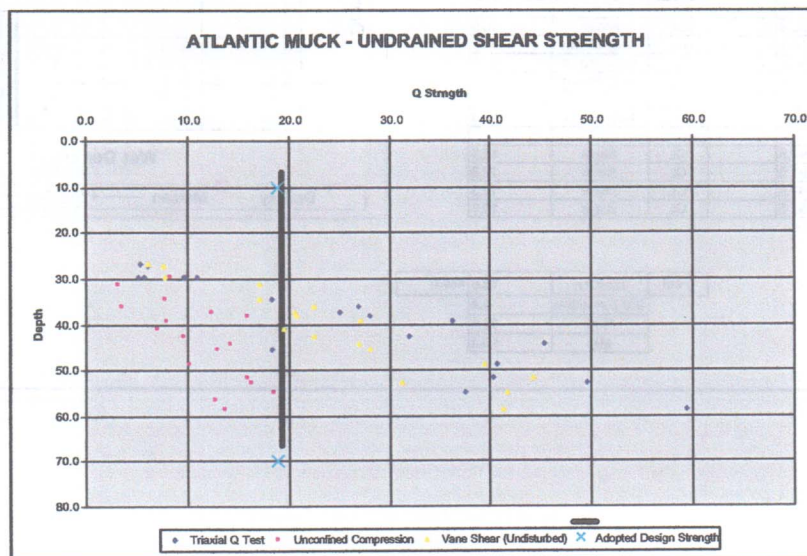 ATLANTIC MUCK - UNDRAINED SHEAR STRENGTH
Q Strngth
0.0 10.0 20.0 30.0 40.0 50.0 60.0 70.0
0.0
10.0
20.0
30.0
40.0
50.0
60.0
70.0
80.0
Depth
Triaxial Q Test Unconfined Compression Vane Shear (Undisturbed) Adopted Design Strength